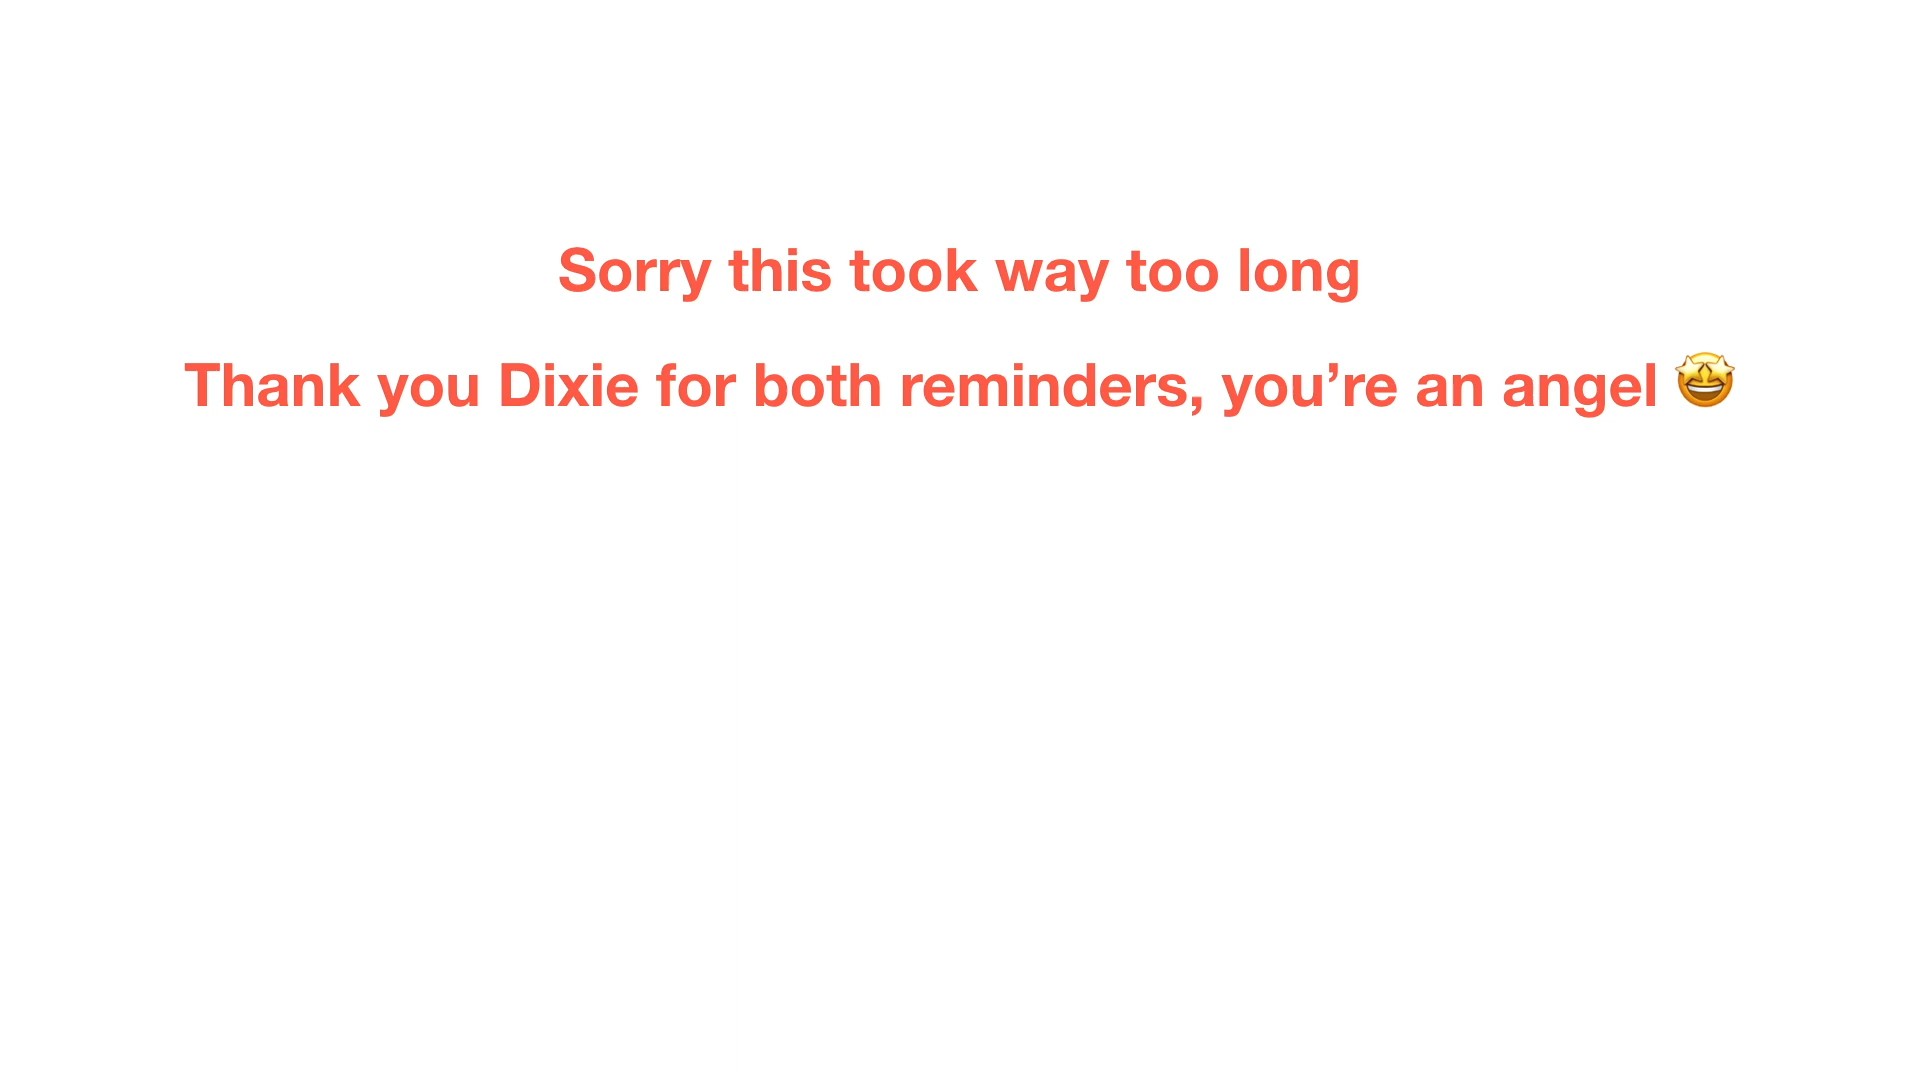 Sorry this took way too long
Thank you Dixie for both reminders, you’re an angel 🤩